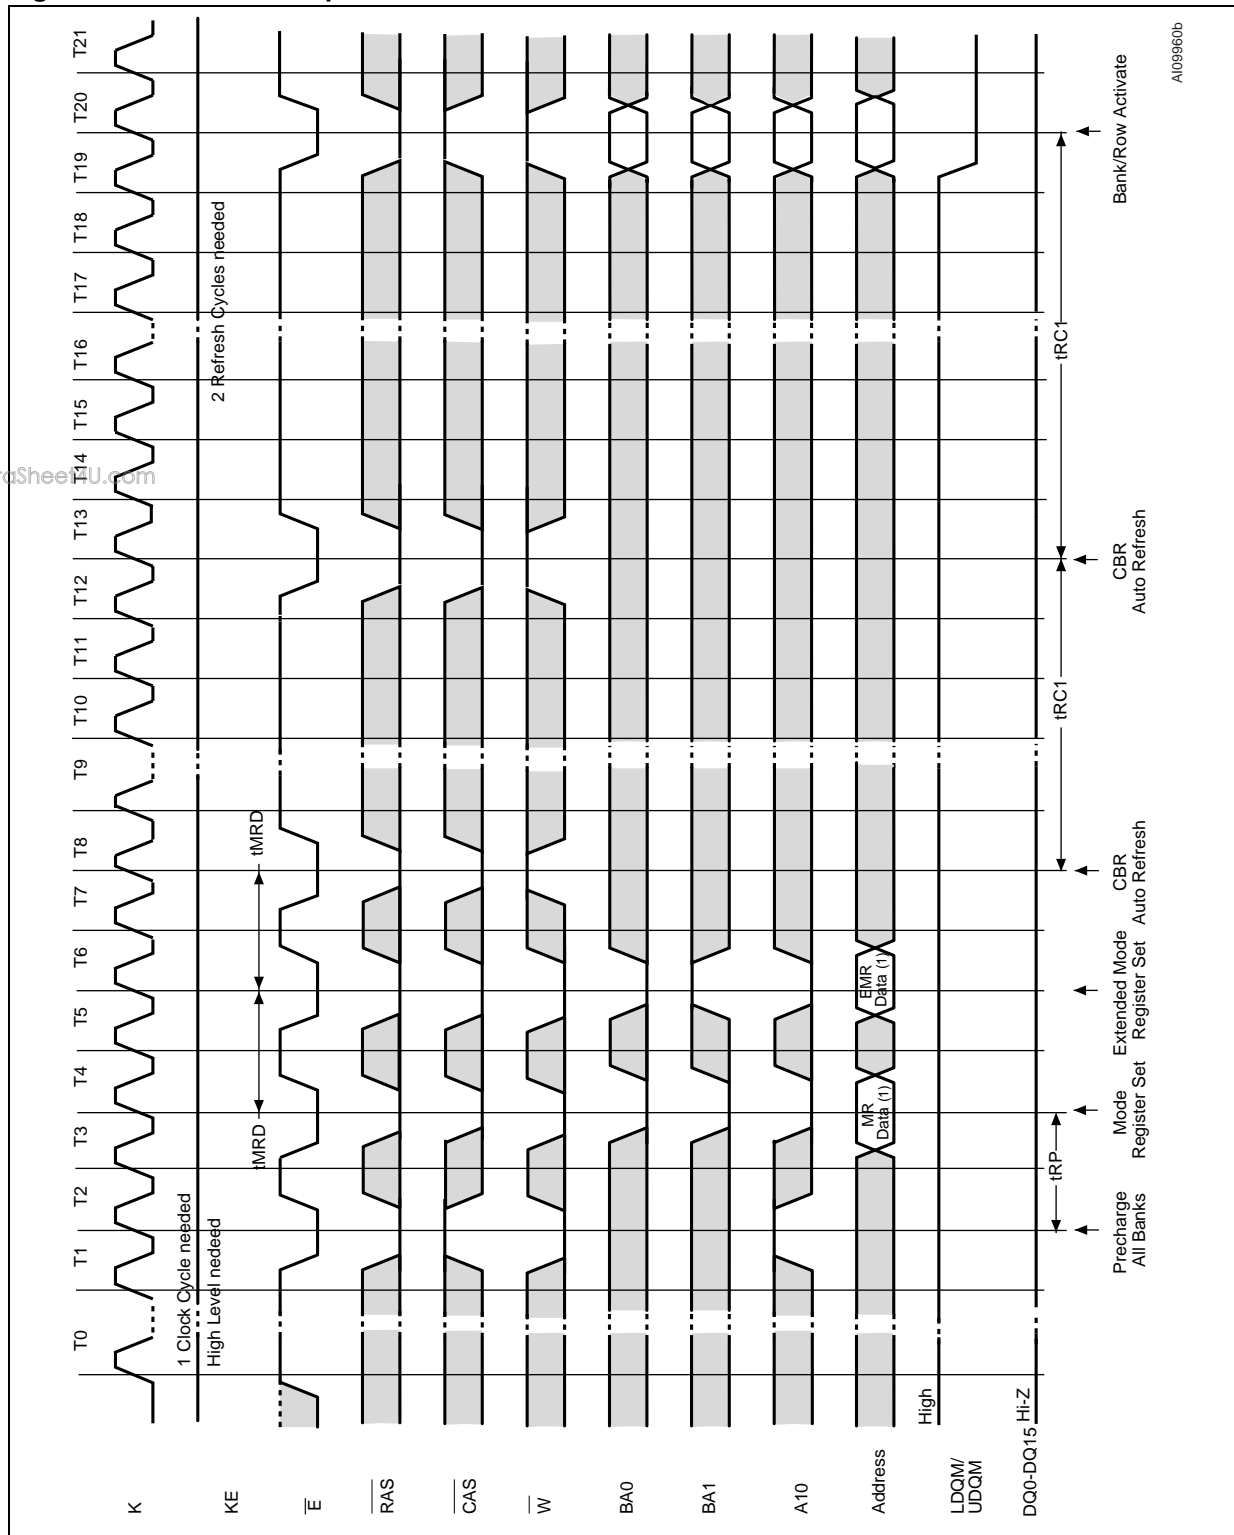 T0 T1 T2 T3 T4 T5 T6 T7 T8 T9 T10 T11 T12 T13 T14 T15 T16 T17 T18 T19 T20 T21
K
1 Clock Cycle needed
KE
High Level nedeed
2 Refresh Cycles needed
tMRD
tMRD
E
RAS
CAS
W
BA0
BA1
A10
Address
MR
Data (1)
EMR
Data (1)
High
LDQM/
UDQM
DQ0-DQ15
Hi-Z
tRP
tRC1
tRC1
Precharge
All Banks
Mode
Register Set
Extended Mode
Register Set
CBR
Auto Refresh
CBR
Auto Refresh
Bank/Row Activate
AI09960b
aSheet4U.com